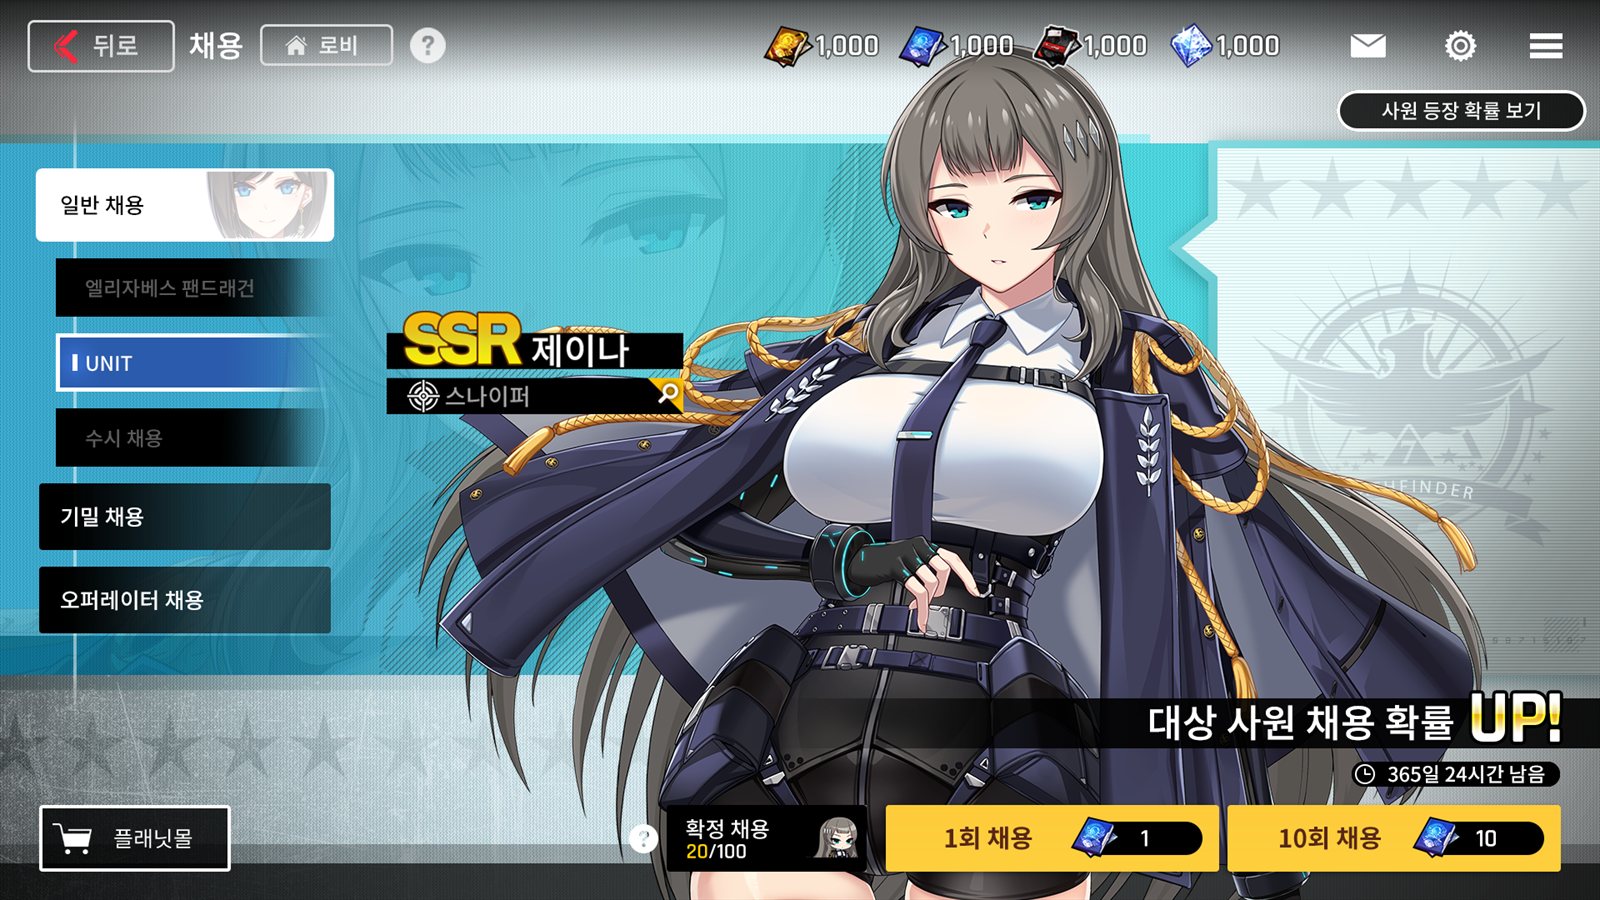 뒤로
채용
로비
?
1,000
1,000
1,000
1,000
사원 등장 확률 보기
일반 채용
엘리자베스 팬드래건
UNIT
수시 채용
기밀 채용
오퍼레이터 채용
SSR 제이나
스나이퍼
7
대상 사원 채용 확률 UP!
365일 24시간 남음
플래닛몰
?
확정 채용
20/100
1회 채용 1
10회 채용 10